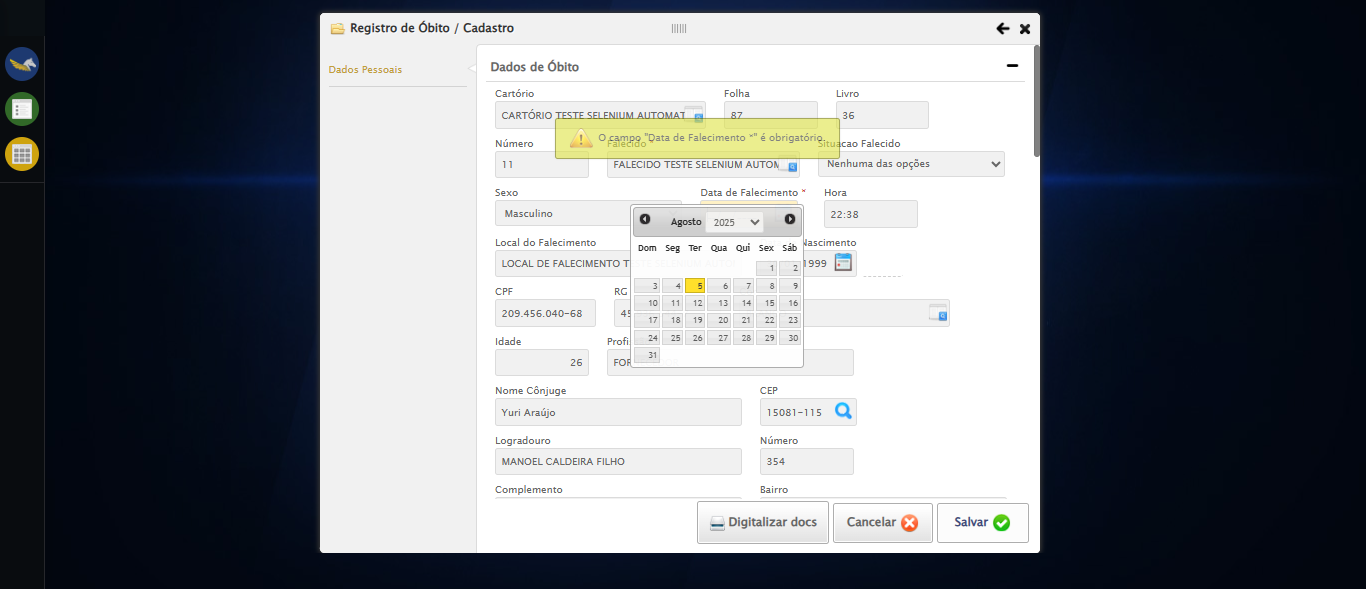 Registro de Óbito / Cadastro
Dados Pessoais
Dados de Óbito
Cartório Folha Livro
CARTÓRIO TESTE SELENIUM AUTOMAT 87 36
O campo "Data de Falecimento *" é obrigatório.
Número Falecido Situacao Falecido
11 FALECIDO TESTE SELENIUM AUTOM Nenhuma das opções
Sexo Data de Falecimento * Hora
Masculino 22:38
Agosto 2025
Dom Seg Ter Qua Qui Sex Sáb
1 2
3 4 5 6 7 8 9
10 11 12 13 14 15 16
17 18 19 20 21 22 23
24 25 26 27 28 29 30
31
Local do Falecimento Nascimento
LOCAL DE FALECIMENTO 1999
CPF RG
209.456.040-68 45
Idade Profi
26 FOR
Nome Cônjuge CEP
Yuri Araújo 15081-115
Logradouro Número
MANOEL CALDEIRA FILHO 354
Complemento Bairro
Digitalizar docs Cancelar Salvar